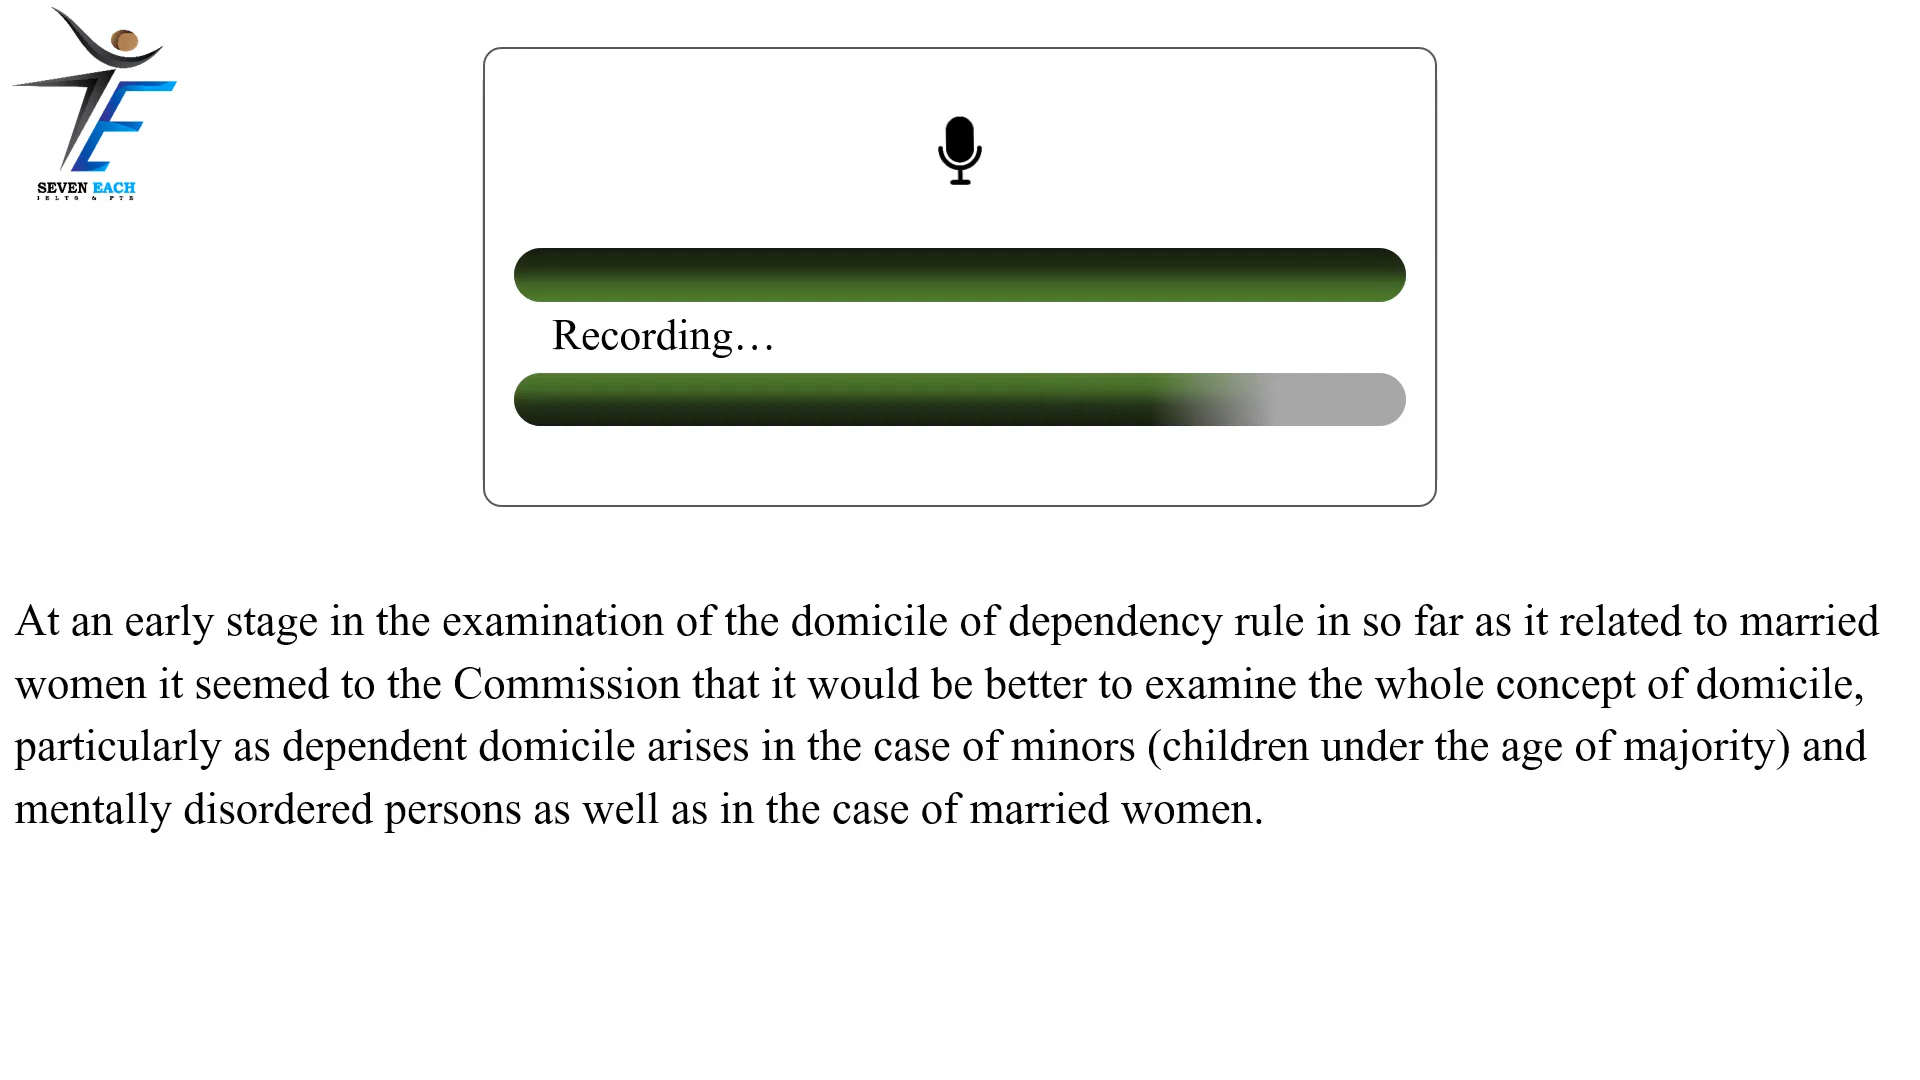 SEVEN EACH
IELTS & PTE
Recording…
At an early stage in the examination of the domicile of dependency rule in so far as it related to married
women it seemed to the Commission that it would be better to examine the whole concept of domicile,
particularly as dependent domicile arises in the case of minors (children under the age of majority) and
mentally disordered persons as well as in the case of married women.